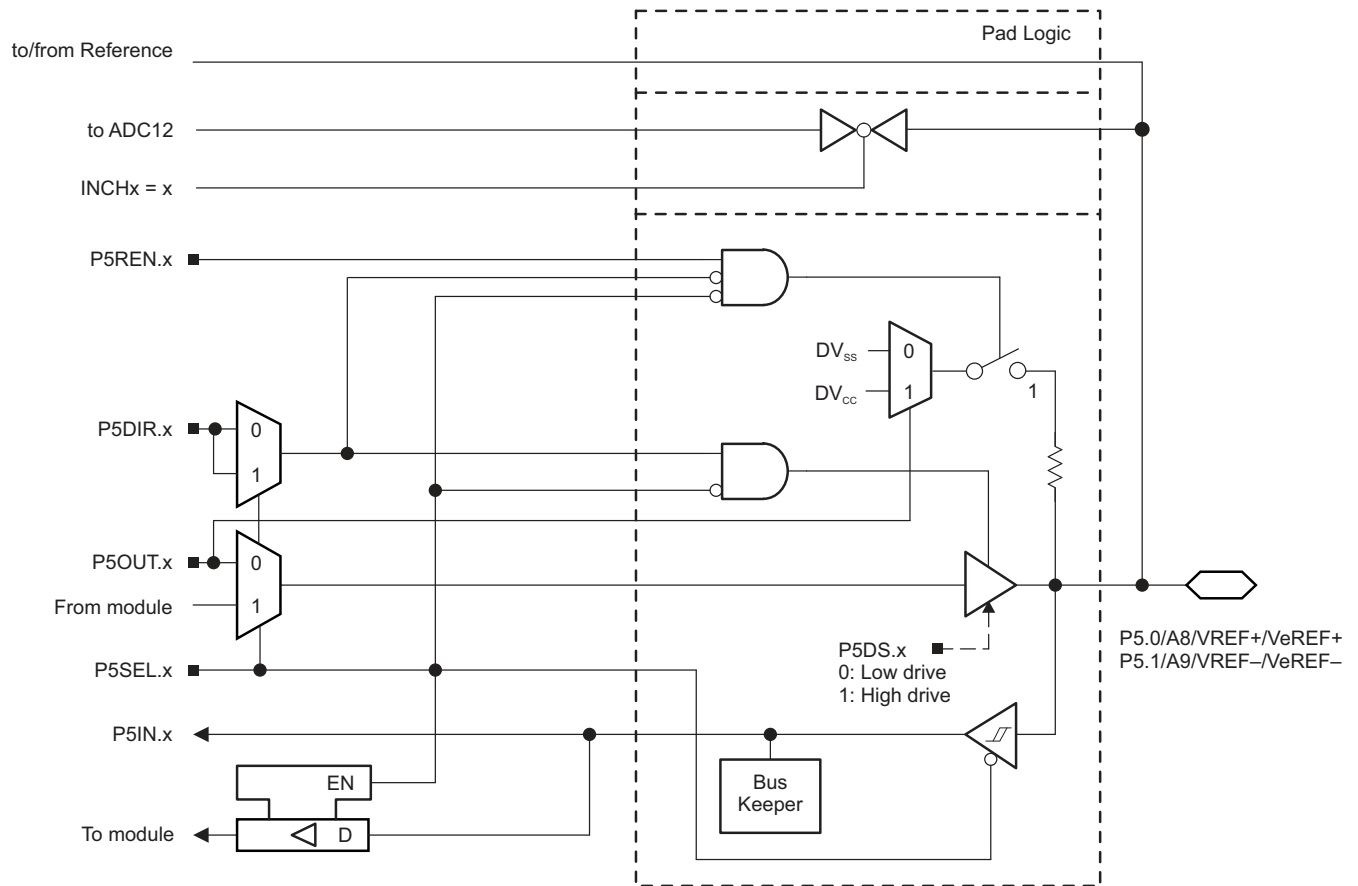 Pad Logic
to/from Reference
to ADC12
INCHx = x
P5REN.x
DVSS
0
DVCC
1
1
P5DIR.x
0
1
P5OUT.x
0
From module
1
P5SEL.x
P5DS.x
0: Low drive
1: High drive
P5.0/A8/VREF+/VeREF+
P5.1/A9/VREF–/VeREF–
P5IN.x
Bus
Keeper
EN
To module
D